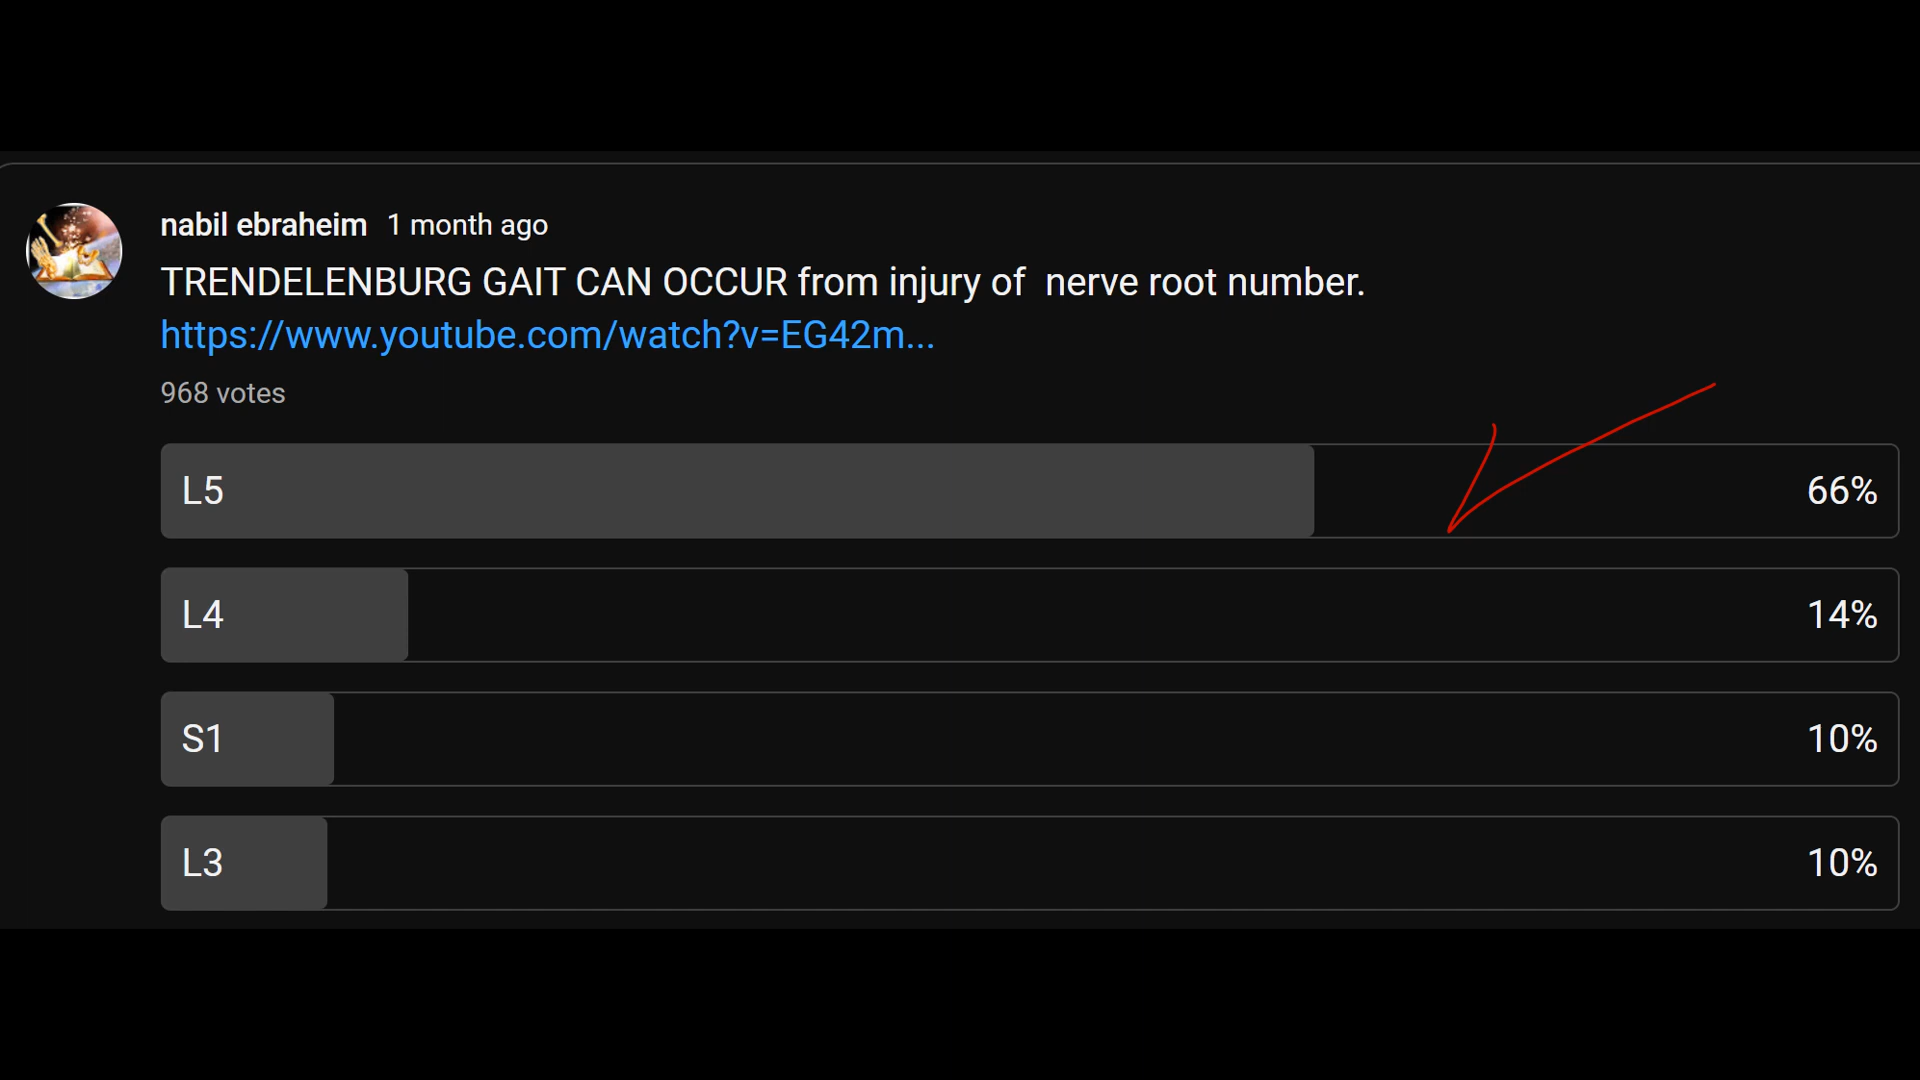 nabil ebraheim 1 month ago
TRENDELENBURG GAIT CAN OCCUR from injury of  nerve root number.
https://www.youtube.com/watch?v=EG42m...
968 votes
L5 66%
L4 14%
S1 10%
L3 10%